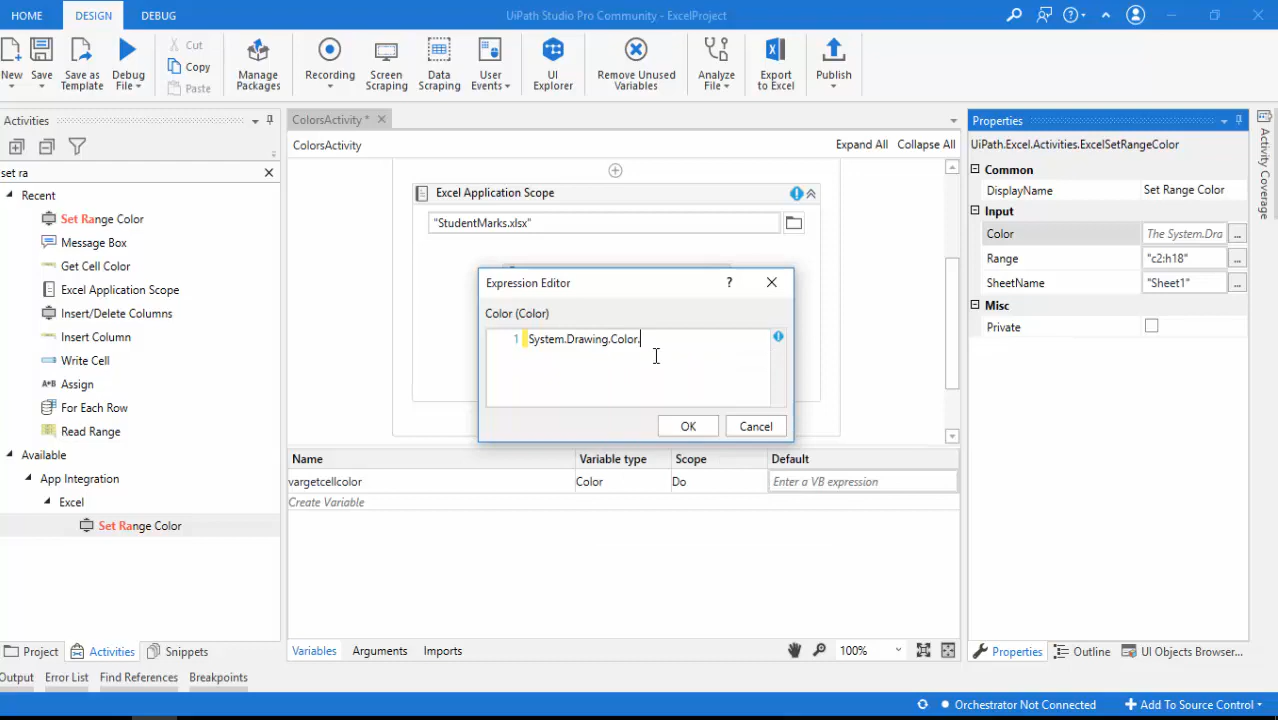 HOME DESIGN DEBUG UiPath Studio Pro Community - ExcelProject
New Save Save as Template Debug File Cut Copy Paste Manage Packages Recording Screen Scraping Data Scraping User Events UI Explorer Remove Unused Variables Analyze File Export to Excel Publish
Activities
set ra
Recent
Set Range Color
Message Box
Get Cell Color
Excel Application Scope
Insert/Delete Columns
Insert Column
Write Cell
A*B Assign
For Each Row
Read Range
Available
App Integration
Excel
Set Range Color
Project Activities Snippets
ColorsActivity *
ColorsActivity Expand All Collapse All
Excel Application Scope
"StudentMarks.xlsx"
Expression Editor ?
Color (Color)
1 System.Drawing.Color.
OK Cancel
Name Variable type Scope Default
vargetcellcolor Color Do Enter a VB expression
Create Variable
Variables Arguments Imports 100%
Properties
UiPath.Excel.Activities.ExcelSetRangeColor
Common
DisplayName Set Range Color
Input
Color The System.Dra ...
Range "c2:h18" ...
SheetName "Sheet1" ...
Misc
Private
Properties Outline UI Objects Browser...
Activity Coverage
Output Error List Find References Breakpoints
Orchestrator Not Connected Add To Source Control